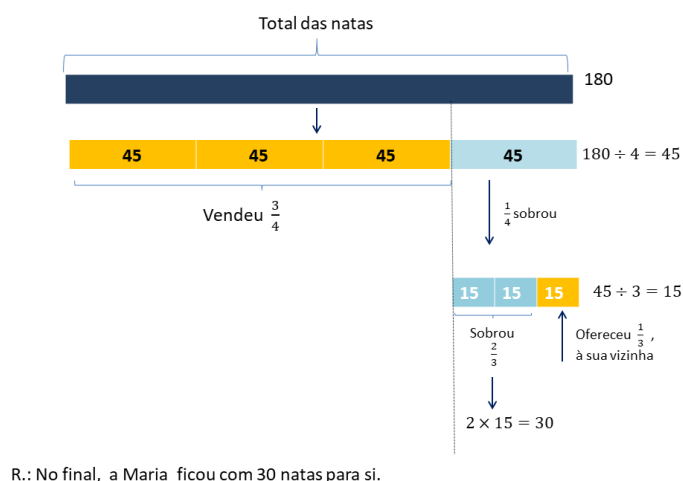 Total das natas
180
45 45 45 45 180 ÷ 4 = 45
Vendeu 3/4
1/4 sobrou
15 15 15 45 ÷ 3 = 15
Sobrou
2/3
Ofereceu 1/3 ,
à sua vizinha
2 × 15 = 30
R.: No final, a Maria ficou com 30 natas para si.